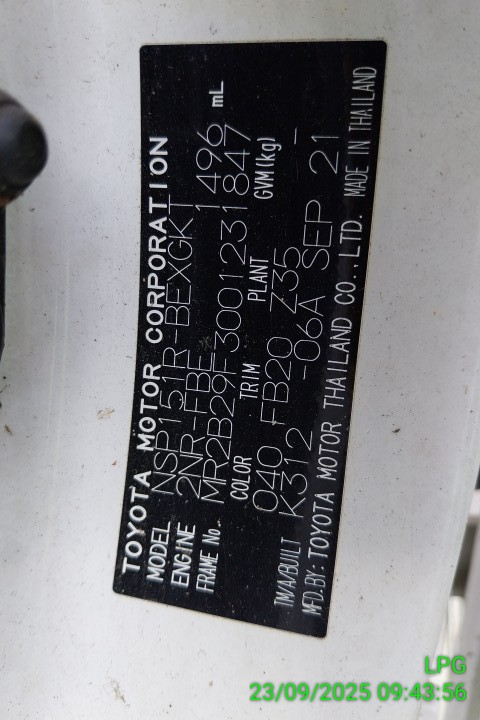 TOYOTA MOTOR CORPORATION
MODEL NSP151R-BEXGKT
ENGINE 2NR-FBE 1496 mL
FRAME No. MR2B29F3001231847
COLOR TRIM PLANT GVM(kg)
040 FB20 Z35 -
TM/A/BUILT K312 -06A SEP 21
MFD.BY: TOYOTA MOTOR THAILAND CO.,LTD. MADE IN THAILAND
LPG
23/09/2025 09:43:56